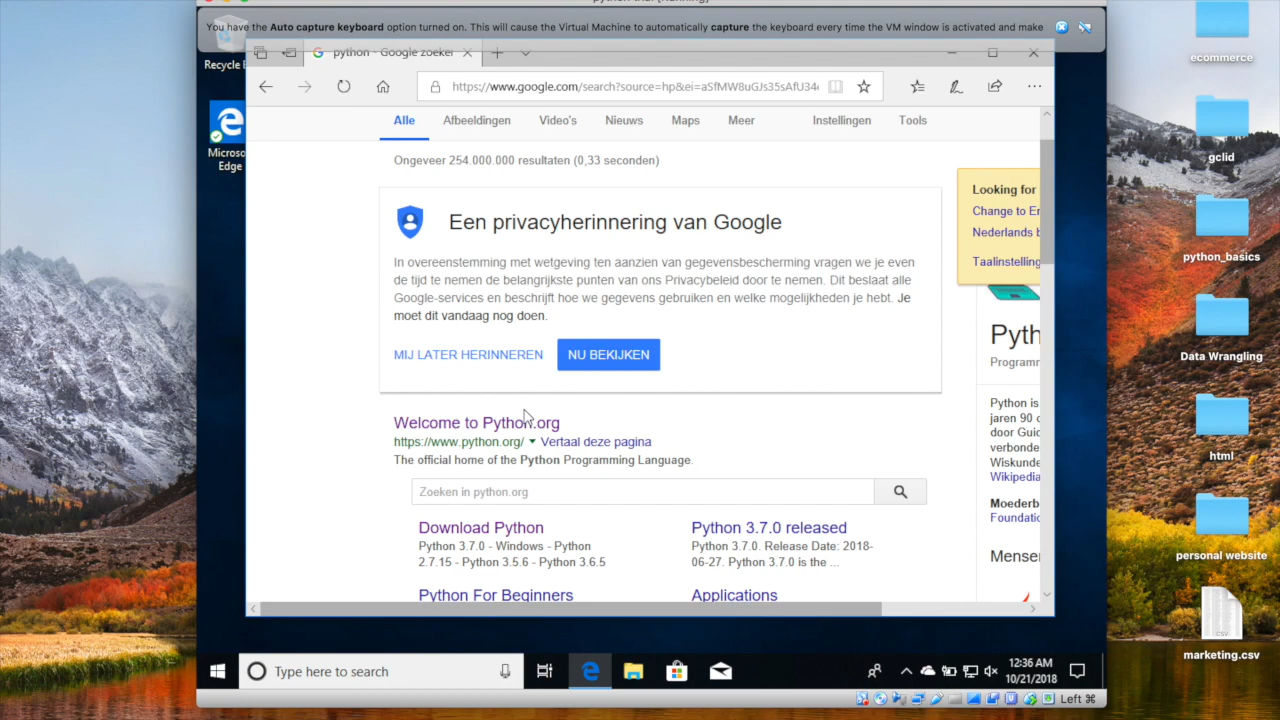 You have the Auto capture keyboard option turned on. This will cause the Virtual Machine to automatically capture the keyboard every time the VM window is activated and make
Recycle
python - Google zoeken
https://www.google.com/search?source=hp&ei=aSfMW8uGJs35sAfU34
Alle Afbeeldingen Video's Nieuws Maps Meer Instellingen Tools
Ongeveer 254.000.000 resultaten (0,33 seconden)
Een privacyherinnering van Google
In overeenstemming met wetgeving ten aanzien van gegevensbescherming vragen we je even
de tijd te nemen de belangrijkste punten van ons Privacybeleid door te nemen. Dit beslaat alle
Google-services en beschrijft hoe we gegevens gebruiken en welke mogelijkheden je hebt. Je
moet dit vandaag nog doen.
MIJ LATER HERINNEREN NU BEKIJKEN
Looking for
Change to En
Nederlands b
Taalinstelling
Welcome to Python.org
https://www.python.org/ Vertaal deze pagina
The official home of the Python Programming Language.
Zoeken in python.org
Download Python
Python 3.7.0 - Windows - Python
2.7.15 - Python 3.5.6 - Python 3.6.5
Python 3.7.0 released
Python 3.7.0. Release Date: 2018-
06-27. Python 3.7.0 is the ...
Python For Beginners
Applications
Pyth
Programm
Python is
jaren 90
door Guid
verbonde
Wiskunde
Wikipedia
Moederb
Foundatio
Mensen
Microso
Edge
Type here to search
12:36 AM
10/21/2018
Left ⌘
ecommerce
gclid
python_basics
Data Wrangling
html
personal website
CSV
marketing.csv